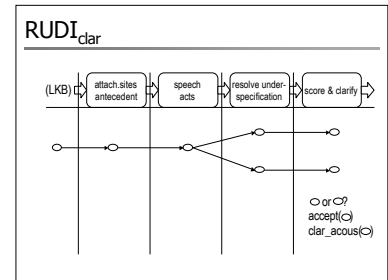 RUDIclar
(LKB)
attach.sites
antecedent
speech
acts
resolve under-
specification
score & clarify
or ?
accept( )
clar_acous( )